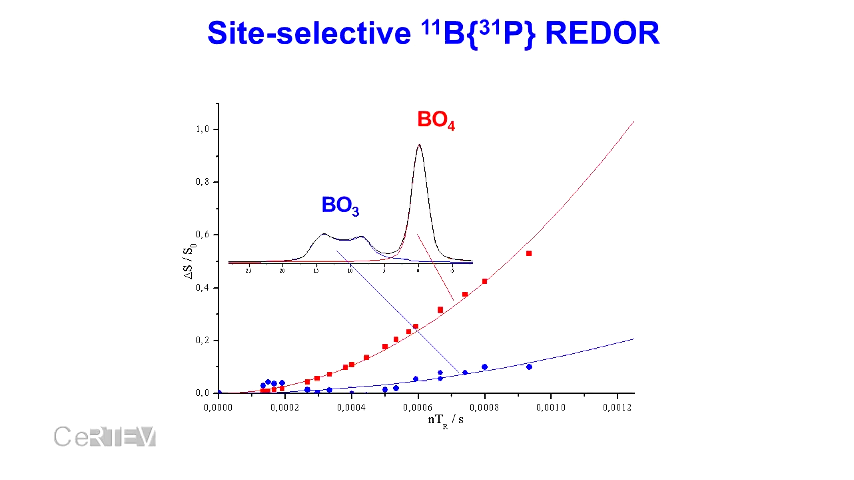 Site-selective ¹¹B{³¹P} REDOR
BO₄
BO₃
1,0
0,8
0,6
0,4
0,2
0,0
ΔS / S₀
0,0000 0,0002 0,0004 0,0006 0,0008 0,0010 0,0012
nT_R / s
CeRTEV